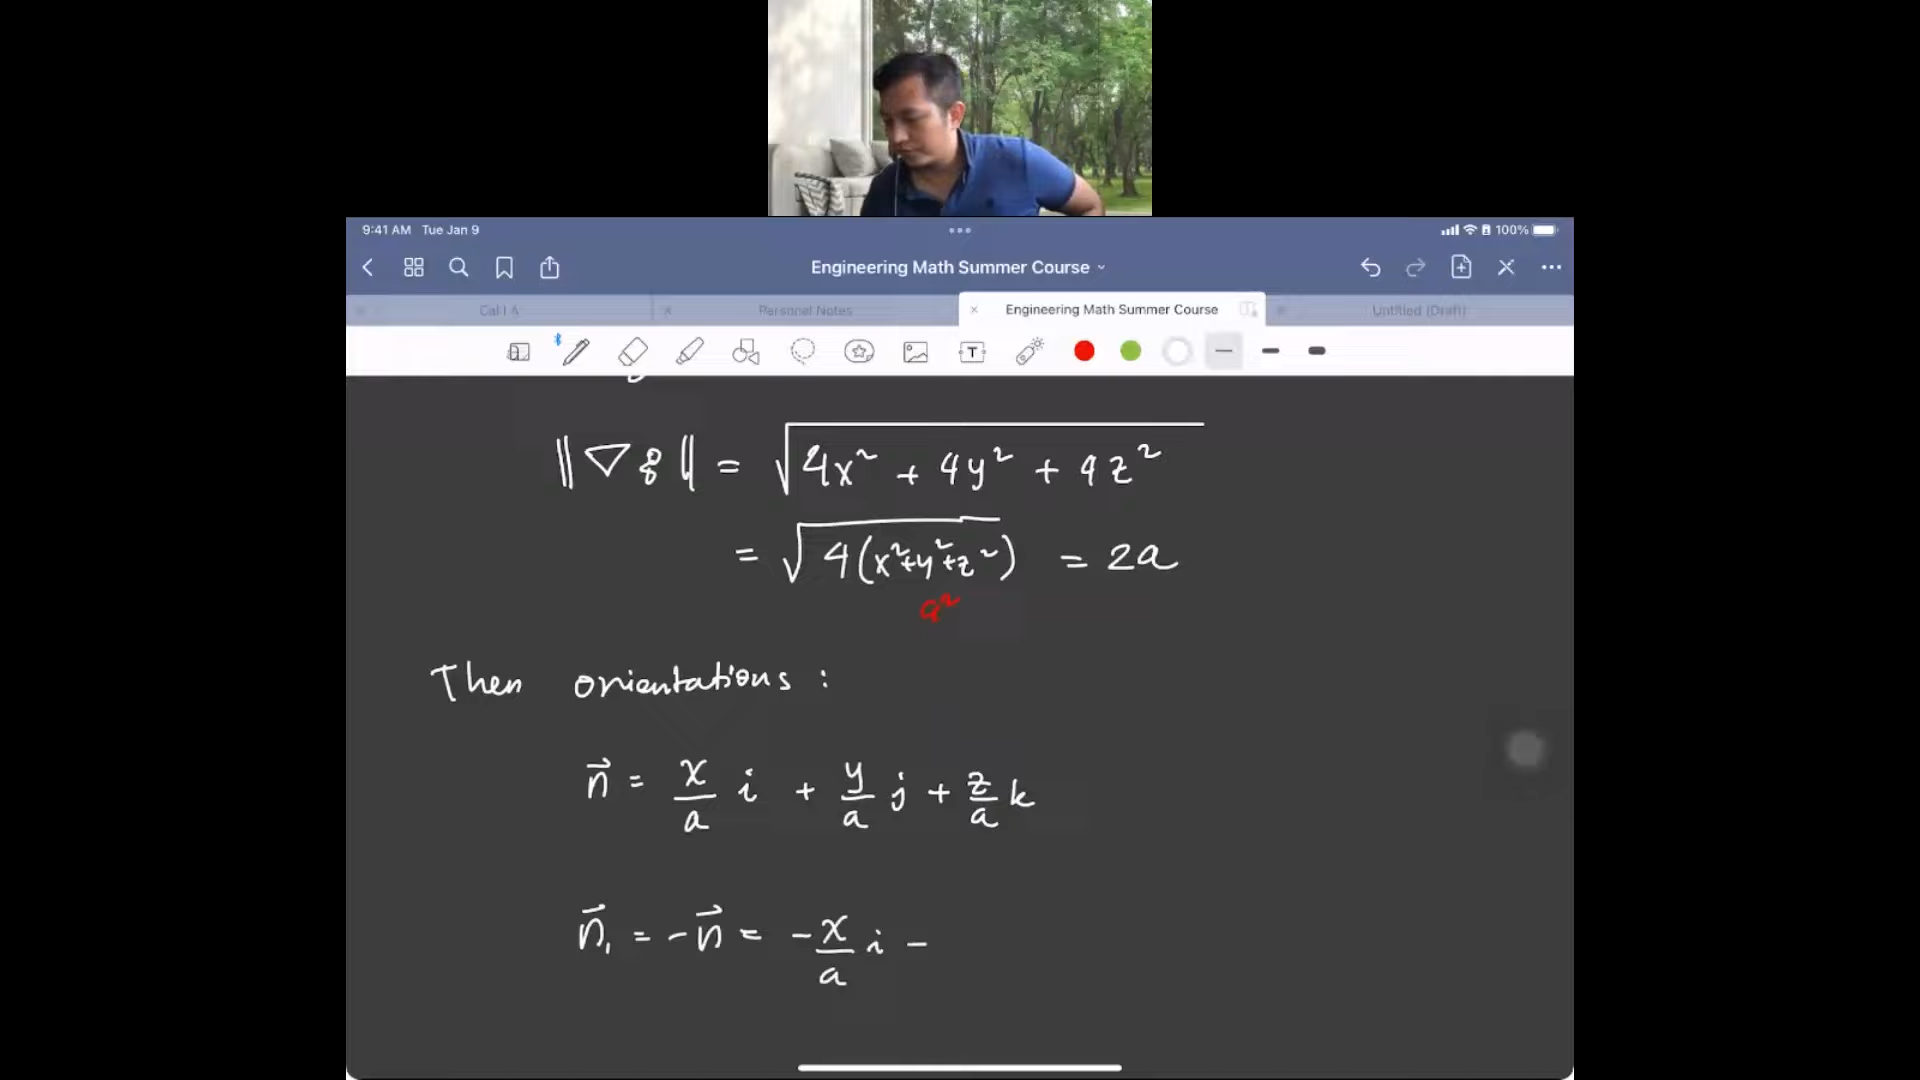 9:41 AM Tue Jan 9
100%
Engineering Math Summer Course
Cal I A
Personal Notes
Engineering Math Summer Course
Untitled (Draft)
T
‖∇g‖ = √(4x² + 4y² + 4z²)
= √(4(x²+y²+z²)) = 2a
a²
Then orientations :
n⃗ = x/a i + y/a j + z/a k
n⃗₁ = -n⃗ = -x/a i -